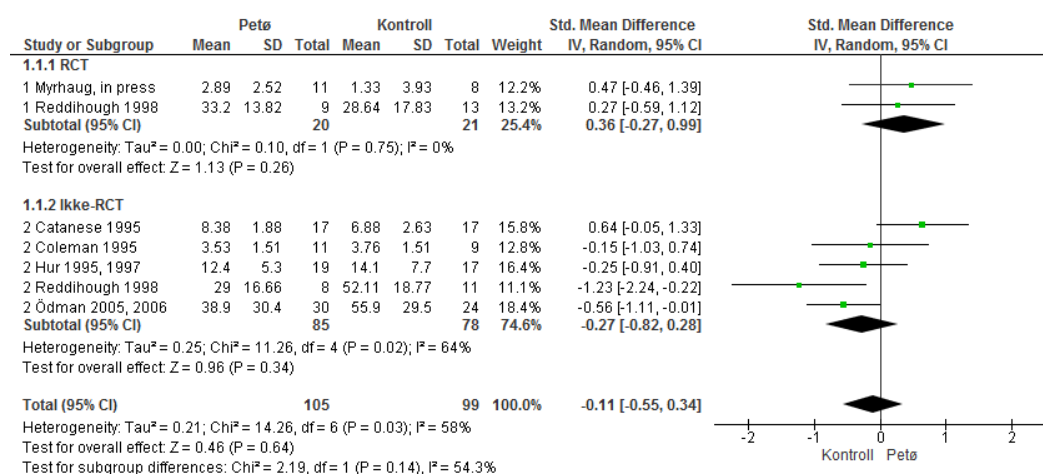 Petø Kontroll Std. Mean Difference Std. Mean Difference
Study or Subgroup Mean SD Total Mean SD Total Weight IV, Random, 95% CI IV, Random, 95% CI
1.1.1 RCT
1 Myrhaug, in press 2.89 2.52 11 1.33 3.93 8 12.2% 0.47 [-0.46, 1.39]
1 Reddihough 1998 33.2 13.82 9 28.64 17.83 13 13.2% 0.27 [-0.59, 1.12]
Subtotal (95% CI) 20 21 25.4% 0.36 [-0.27, 0.99]
Heterogeneity: Tau² = 0.00; Chi² = 0.10, df = 1 (P = 0.75); I² = 0%
Test for overall effect: Z = 1.13 (P = 0.26)
1.1.2 Ikke-RCT
2 Catanese 1995 8.38 1.88 17 6.88 2.63 17 15.8% 0.64 [-0.05, 1.33]
2 Coleman 1995 3.53 1.51 11 3.76 1.51 9 12.8% -0.15 [-1.03, 0.74]
2 Hur 1995, 1997 12.4 5.3 19 14.1 7.7 17 16.4% -0.25 [-0.91, 0.40]
2 Reddihough 1998 29 16.66 8 52.11 18.77 11 11.1% -1.23 [-2.24, -0.22]
2 Ödman 2005, 2006 38.9 30.4 30 55.9 29.5 24 18.4% -0.56 [-1.11, -0.01]
Subtotal (95% CI) 85 78 74.6% -0.27 [-0.82, 0.28]
Heterogeneity: Tau² = 0.25; Chi² = 11.26, df = 4 (P = 0.02); I² = 64%
Test for overall effect: Z = 0.96 (P = 0.34)
Total (95% CI) 105 99 100.0% -0.11 [-0.55, 0.34]
Heterogeneity: Tau² = 0.21; Chi² = 14.26, df = 6 (P = 0.03); I² = 58%
Test for overall effect: Z = 0.46 (P = 0.64)
Test for subgroup differences: Chi² = 2.19, df = 1 (P = 0.14), I² = 54.3%
-2 -1 0 1 2
Kontroll Petø